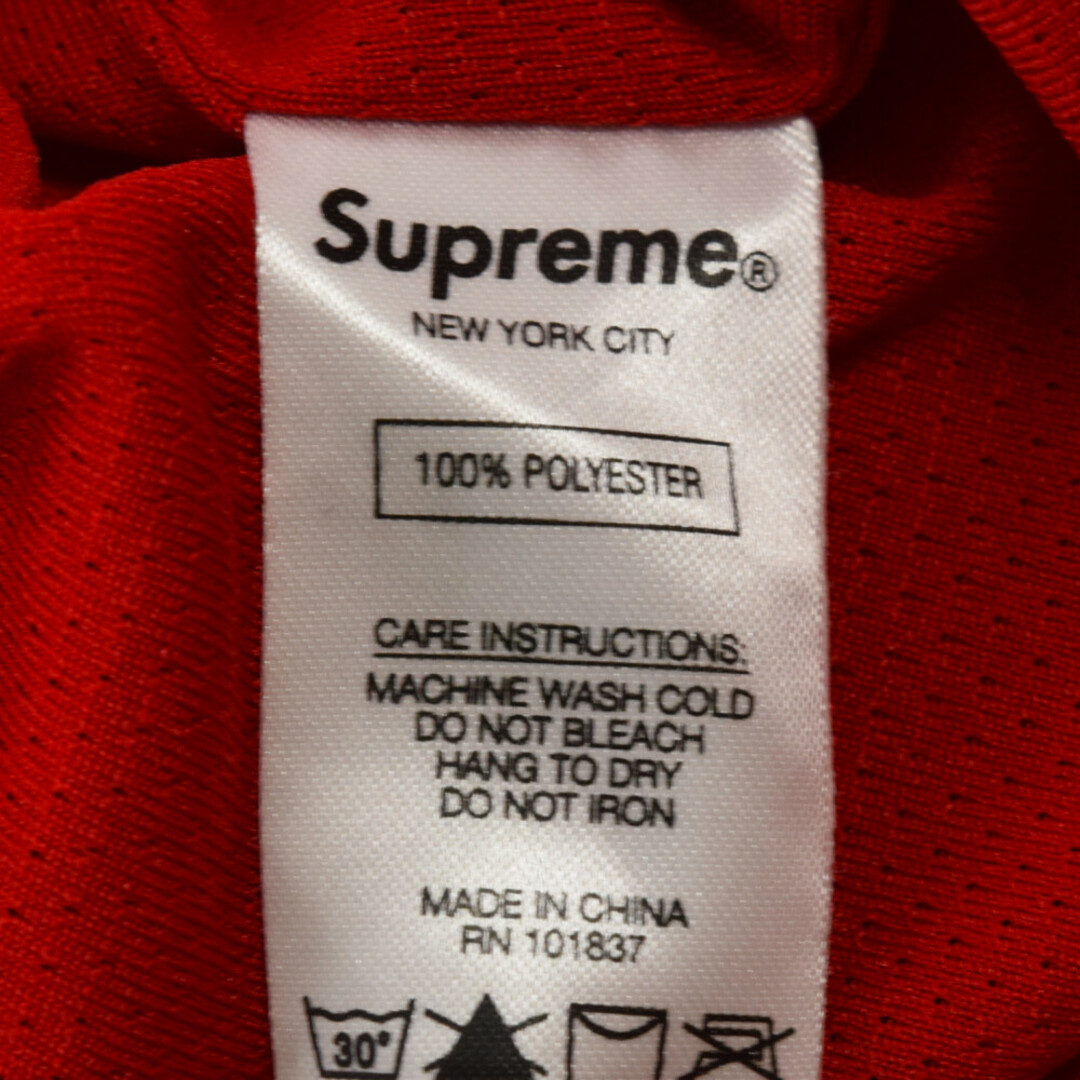 Supreme®
NEW YORK CITY
100% POLYESTER
CARE INSTRUCTIONS:
MACHINE WASH COLD
DO NOT BLEACH
HANG TO DRY
DO NOT IRON
MADE IN CHINA
RN 101837
30°